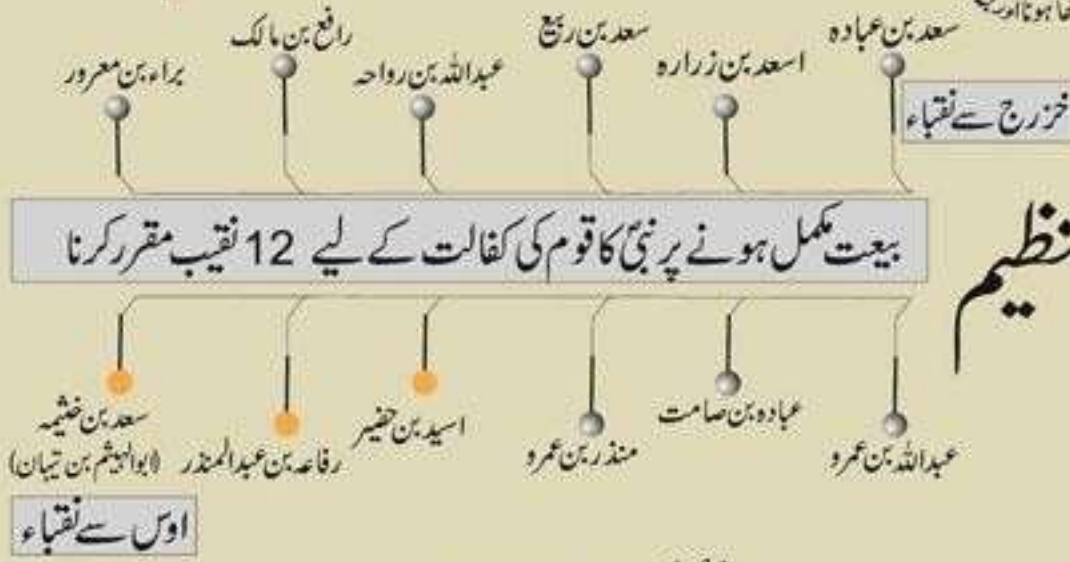 سعد بن عبادہ
سعد بن ربیع
رافع بن مالک
اسعد بن زرارہ
عبداللہ بن رواحہ
براء بن معرور
خزرج سے نقباء
بیعت مکمل ہونے پر نبیؐ کا قوم کی کفالت کے لیے 12 نقیب مقرر کرنا
عبادہ بن صامت
اسید بن حضیر
سعد بن خثیمہ
عبداللہ بن عمرو
منذر بن عمرو
رفاعہ بن عبدالمنذر
(ابوالہیثم بن تیہان)
اوس سے نقباء